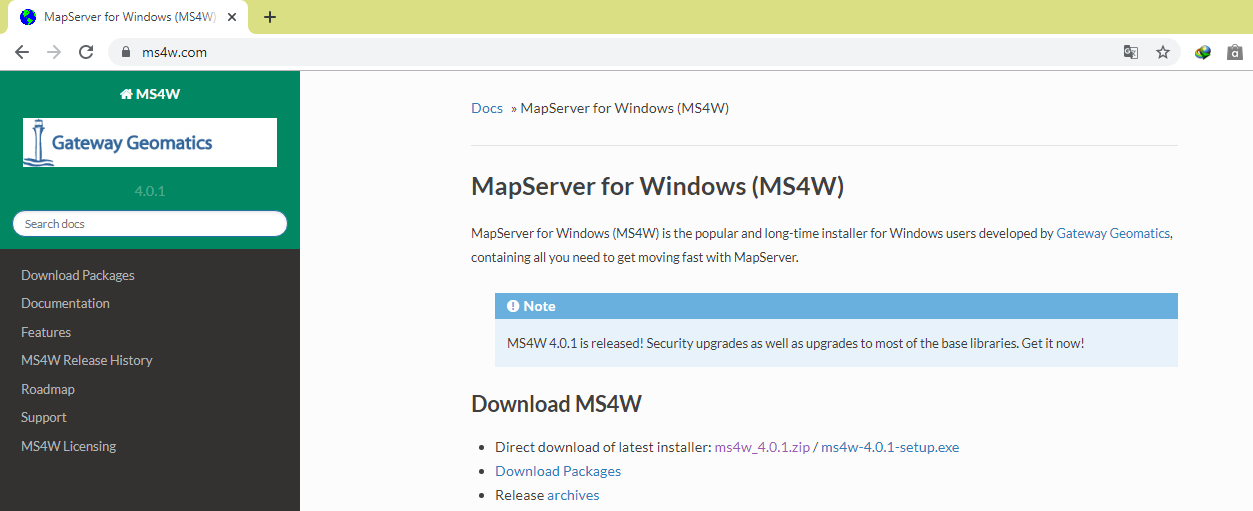 MapServer for Windows (MS4W)
ms4w.com
MS4W
Gateway Geomatics
4.0.1
Search docs
Download Packages
Documentation
Features
MS4W Release History
Roadmap
Support
MS4W Licensing
Docs » MapServer for Windows (MS4W)
MapServer for Windows (MS4W)
MapServer for Windows (MS4W) is the popular and long-time installer for Windows users developed by Gateway Geomatics,
containing all you need to get moving fast with MapServer.
Note
MS4W 4.0.1 is released! Security upgrades as well as upgrades to most of the base libraries. Get it now!
Download MS4W
• Direct download of latest installer: ms4w_4.0.1.zip / ms4w-4.0.1-setup.exe
• Download Packages
• Release archives